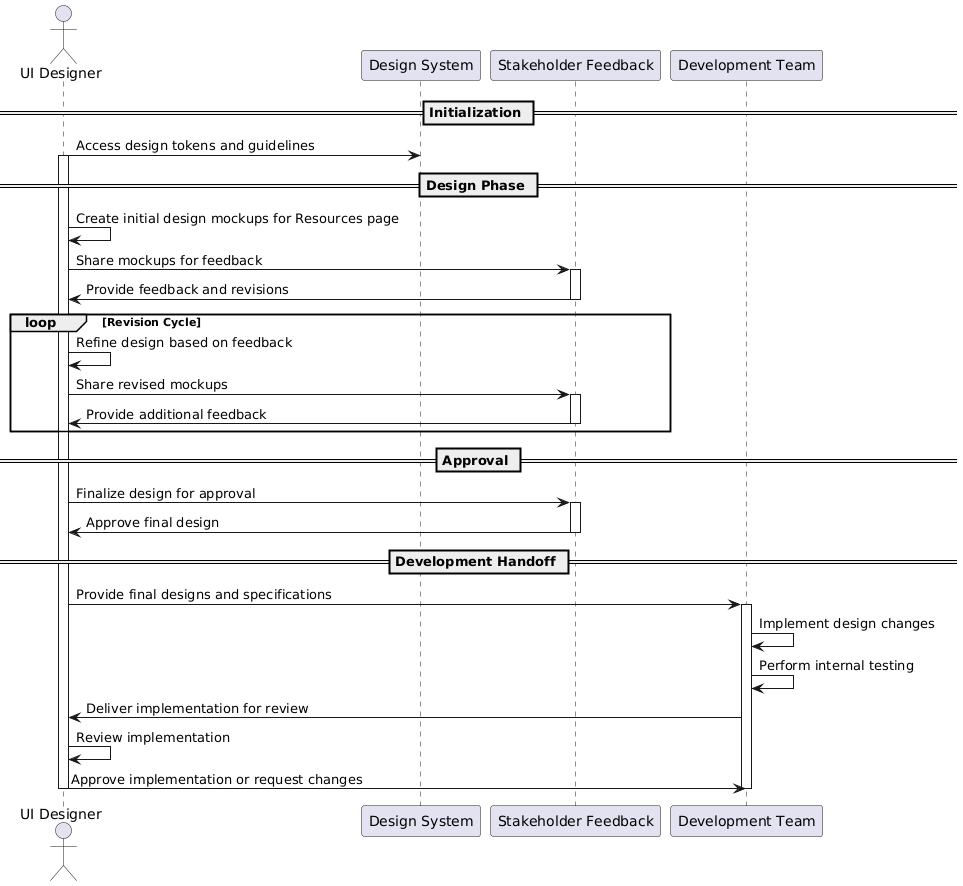 UI Designer
Design System
Stakeholder Feedback
Development Team
Initialization
Access design tokens and guidelines
Design Phase
Create initial design mockups for Resources page
Share mockups for feedback
Provide feedback and revisions
loop [Revision Cycle]
Refine design based on feedback
Share revised mockups
Provide additional feedback
Approval
Finalize design for approval
Approve final design
Development Handoff
Provide final designs and specifications
Implement design changes
Perform internal testing
Deliver implementation for review
Review implementation
Approve implementation or request changes
UI Designer
Design System
Stakeholder Feedback
Development Team